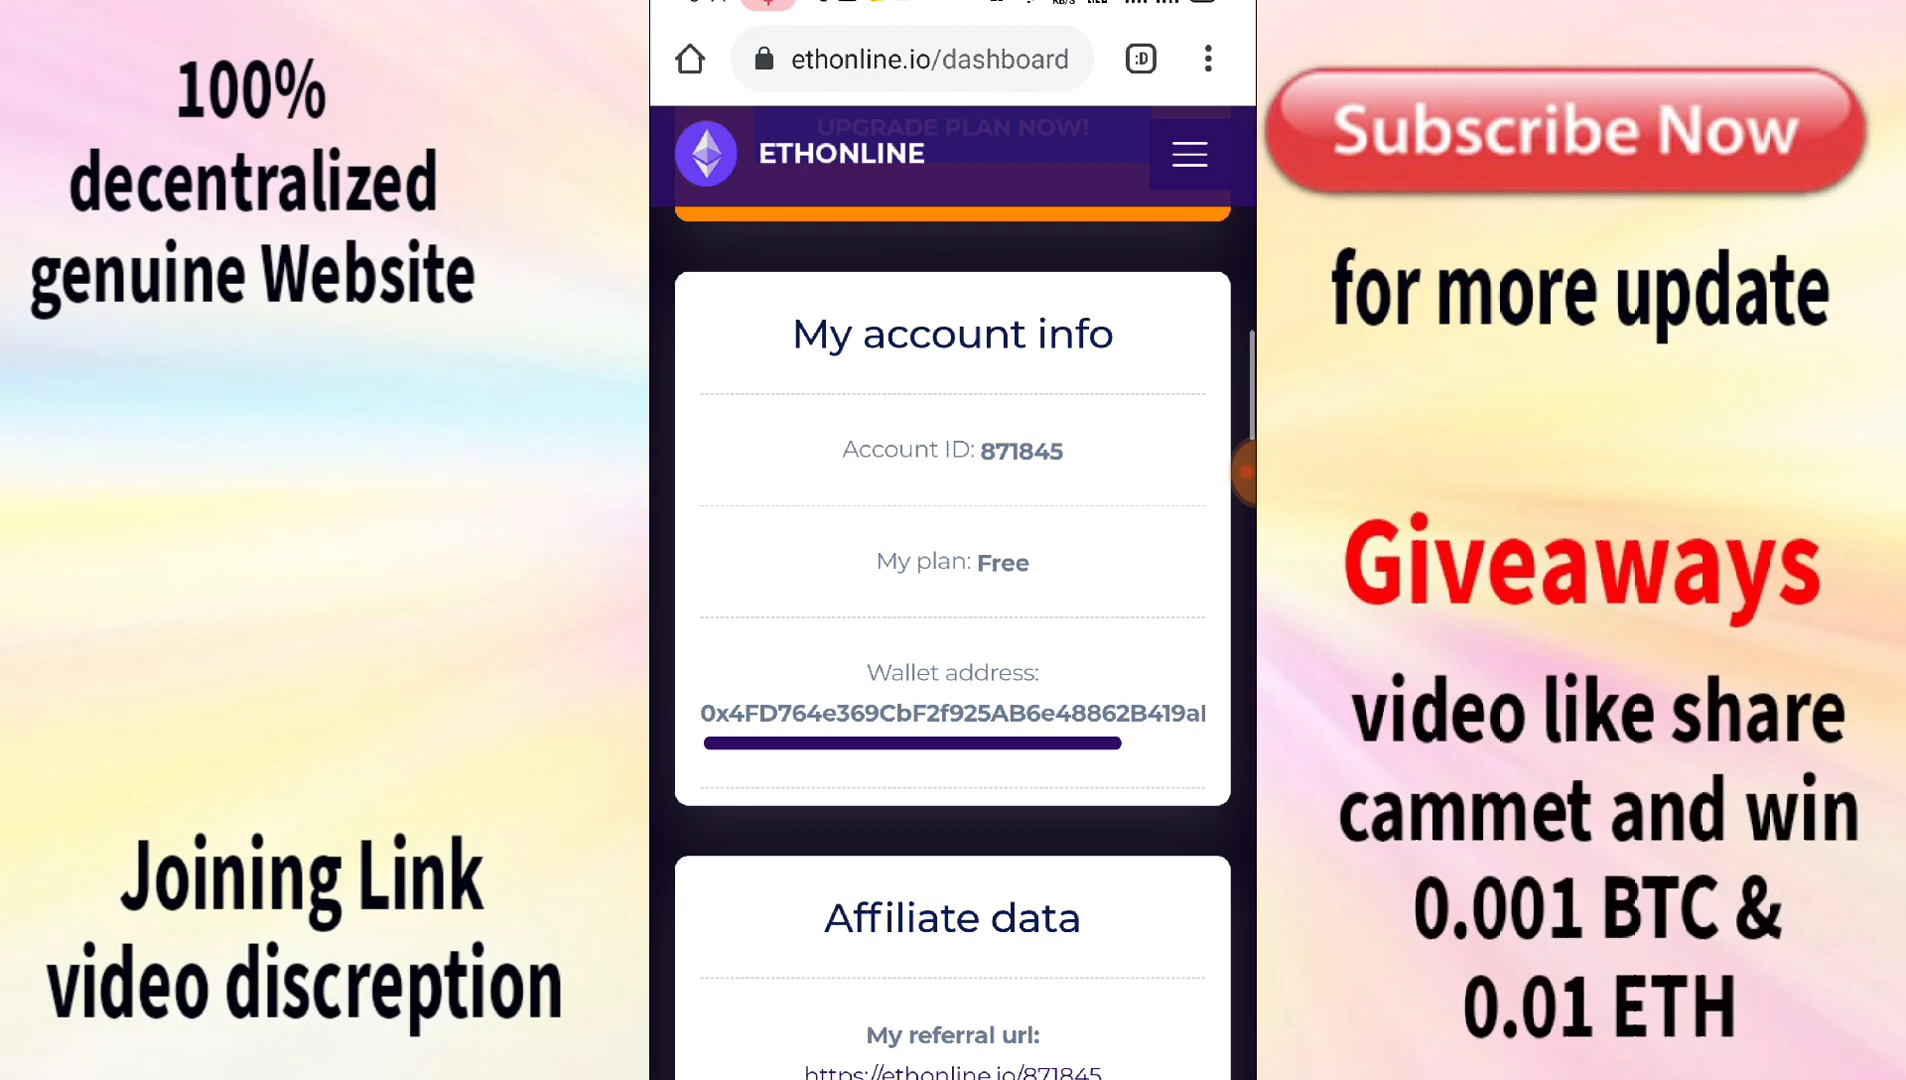 100%
decentralized
genuine Website
Joining Link
video discreption
ethonline.io/dashboard
:D
UPGRADE PLAN NOW!
ETHONLINE
My account info
Account ID: 871845
My plan: Free
Wallet address:
0x4FD764e369CbF2f925AB6e48862B419a
Affiliate data
My referral url:
https://ethonline.io/871845
Subscribe Now
for more update
Giveaways
video like share
cammet and win
0.001 BTC &
0.01 ETH